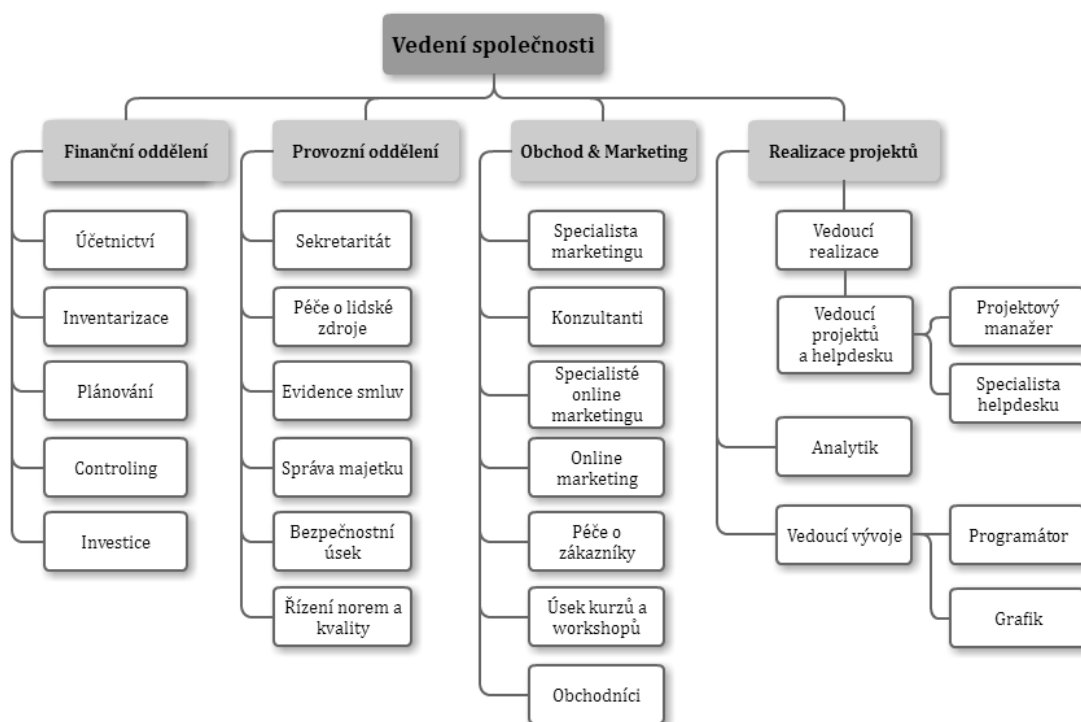 Vedení společnosti
Finanční oddělení
Účetnictví
Inventarizace
Plánování
Controling
Investice
Provozní oddělení
Sekretaritát
Péče o lidské
zdroje
Evidence smluv
Správa majetku
Bezpečnostní
úsek
Řízení norem a
kvality
Obchod & Marketing
Specialista
marketingu
Konzultanti
Specialisté
online
marketingu
Online
marketing
Péče o
zákazníky
Úsek kurzů a
workshopů
Obchodníci
Realizace projektů
Vedoucí
realizace
Vedoucí
projektů
a helpdesku
Projektový
manažer
Specialista
helpdesku
Analytik
Vedoucí vývoje
Programátor
Grafik